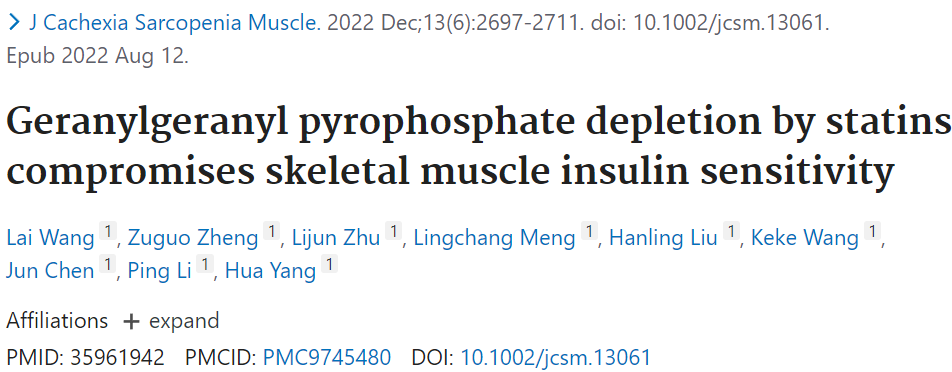 > J Cachexia Sarcopenia Muscle. 2022 Dec;13(6):2697-2711. doi: 10.1002/jcsm.13061.
Epub 2022 Aug 12.
Geranylgeranyl pyrophosphate depletion by statins
compromises skeletal muscle insulin sensitivity
Lai Wang 1, Zuguo Zheng 1, Lijun Zhu 1, Lingchang Meng 1, Hanling Liu 1, Keke Wang 1,
Jun Chen 1, Ping Li 1, Hua Yang 1
Affiliations + expand
PMID: 35961942 PMCID: PMC9745480 DOI: 10.1002/jcsm.13061